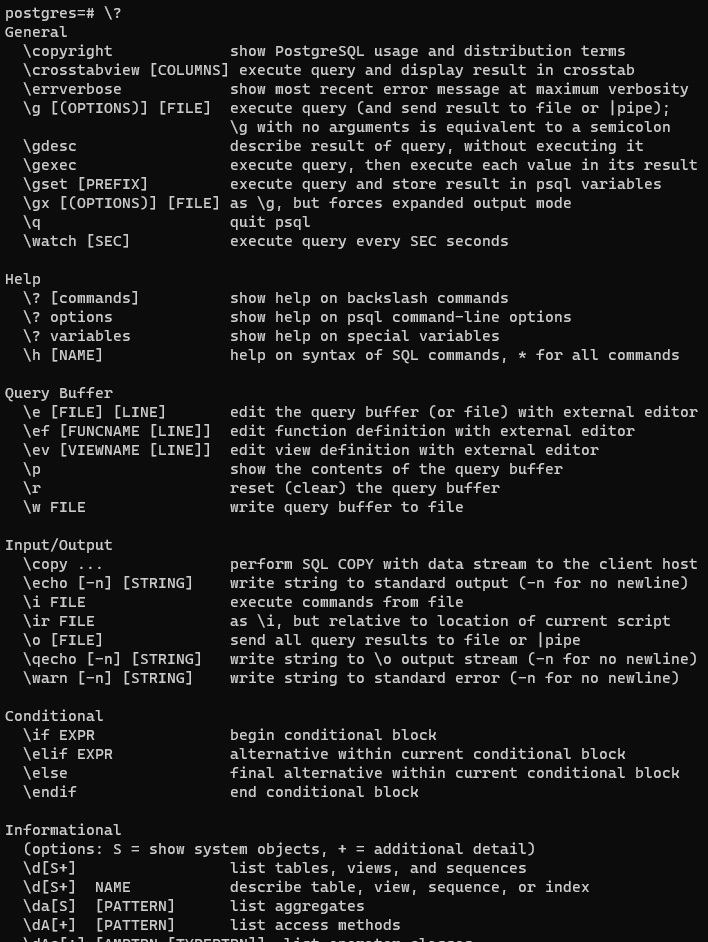 postgres=# \?
General
  \copyright             show PostgreSQL usage and distribution terms
  \crosstabview [COLUMNS] execute query and display result in crosstab
  \errverbose            show most recent error message at maximum verbosity
  \g [(OPTIONS)] [FILE]  execute query (and send result to file or |pipe);
                         \g with no arguments is equivalent to a semicolon
  \gdesc                 describe result of query, without executing it
  \gexec                 execute query, then execute each value in its result
  \gset [PREFIX]         execute query and store result in psql variables
  \gx [(OPTIONS)] [FILE] as \g, but forces expanded output mode
  \q                     quit psql
  \watch [SEC]           execute query every SEC seconds

Help
  \? [commands]          show help on backslash commands
  \? options             show help on psql command-line options
  \? variables           show help on special variables
  \h [NAME]              help on syntax of SQL commands, * for all commands

Query Buffer
  \e [FILE] [LINE]       edit the query buffer (or file) with external editor
  \ef [FUNCNAME [LINE]]  edit function definition with external editor
  \ev [VIEWNAME [LINE]]  edit view definition with external editor
  \p                     show the contents of the query buffer
  \r                     reset (clear) the query buffer
  \w FILE                write query buffer to file

Input/Output
  \copy ...              perform SQL COPY with data stream to the client host
  \echo [-n] [STRING]    write string to standard output (-n for no newline)
  \i FILE                execute commands from file
  \ir FILE               as \i, but relative to location of current script
  \o [FILE]              send all query results to file or |pipe
  \qecho [-n] [STRING]   write string to \o output stream (-n for no newline)
  \warn [-n] [STRING]    write string to standard error (-n for no newline)

Conditional
  \if EXPR               begin conditional block
  \elif EXPR             alternative within current conditional block
  \else                  final alternative within current conditional block
  \endif                 end conditional block

Informational
  (options: S = show system objects, + = additional detail)
  \d[S+]                 list tables, views, and sequences
  \d[S+]  NAME           describe table, view, sequence, or index
  \da[S]  [PATTERN]      list aggregates
  \dA[+]  [PATTERN]      list access methods